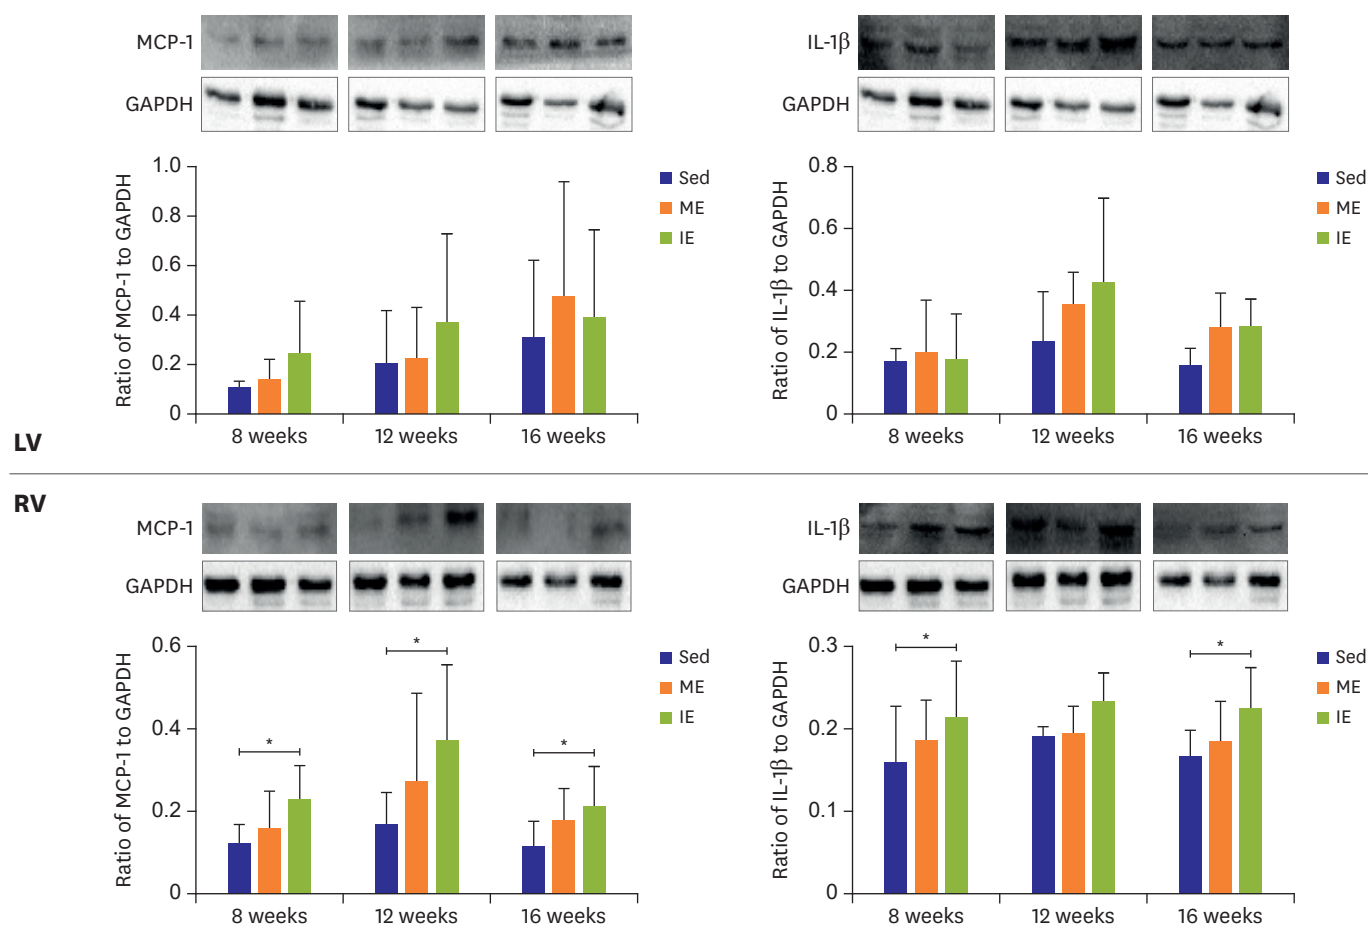 MCP-1
GAPDH
Ratio of MCP-1 to GAPDH
1.0
0.8
0.6
0.4
0.2
0
8 weeks
12 weeks
16 weeks
Sed
ME
IE
IL-1β
GAPDH
Ratio of IL-1β to GAPDH
0.8
0.6
0.4
0.2
0
8 weeks
12 weeks
16 weeks
Sed
ME
IE
LV
RV
MCP-1
GAPDH
Ratio of MCP-1 to GAPDH
0.6
0.4
0.2
0
*
*
*
8 weeks
12 weeks
16 weeks
Sed
ME
IE
IL-1β
GAPDH
Ratio of IL-1β to GAPDH
0.3
0.2
0.1
0
*
*
8 weeks
12 weeks
16 weeks
Sed
ME
IE